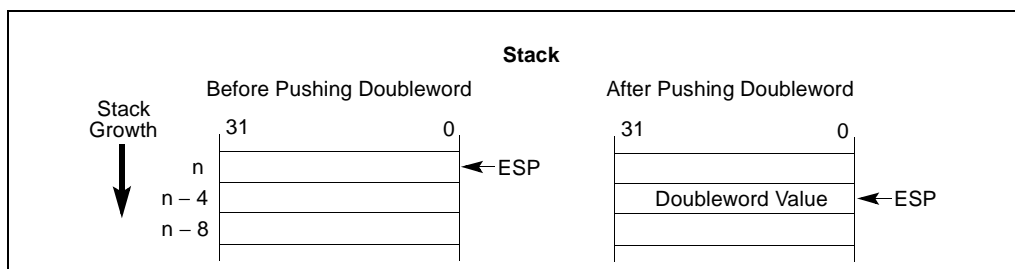 Stack
Before Pushing Doubleword
After Pushing Doubleword
Stack
Growth
31
0
31
0
n
ESP
n − 4
Doubleword Value
ESP
n − 8